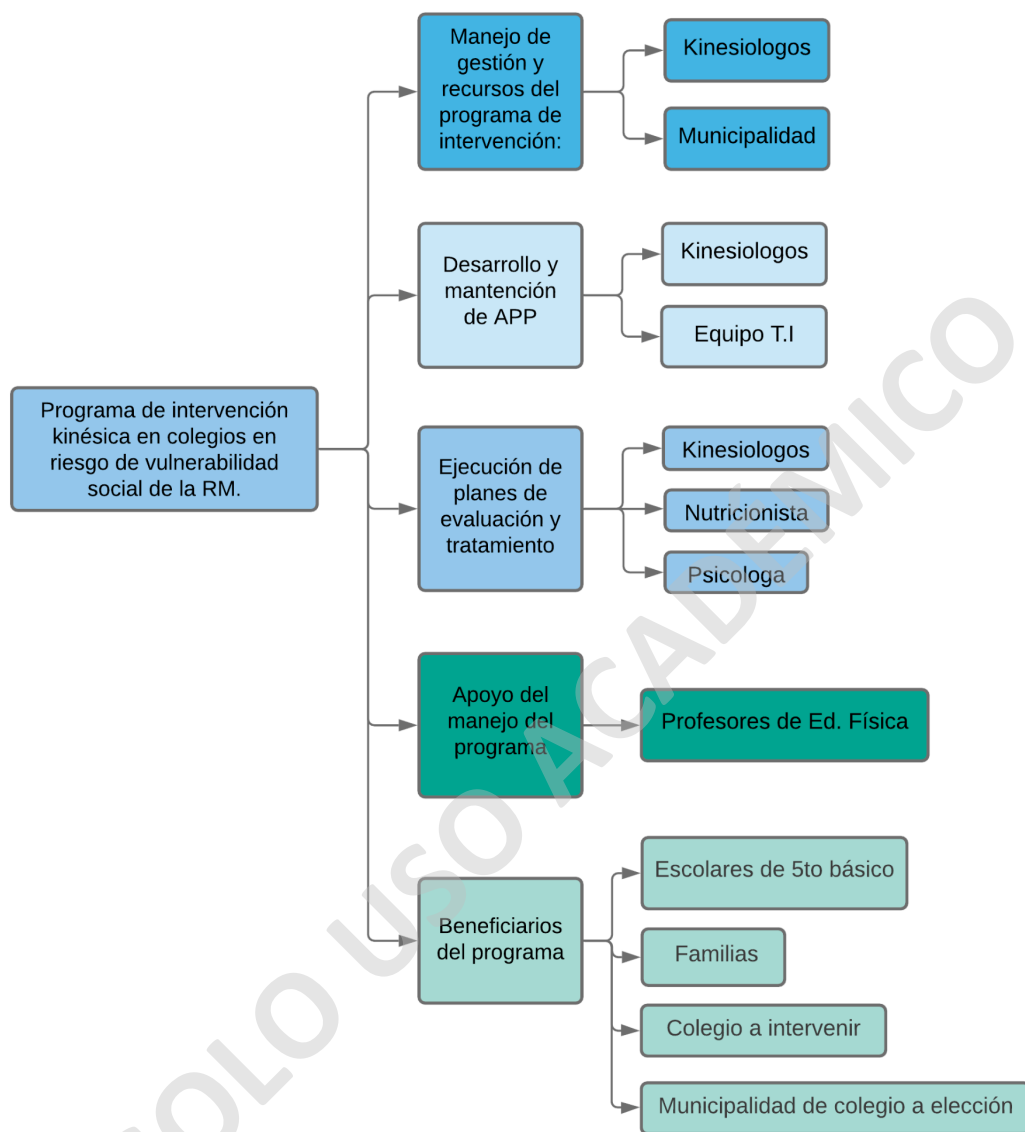 Manejo de
gestión y
recursos del
programa de
intervención:
Kinesiologos
Municipalidad
Desarrollo y
mantención
de APP
Kinesiologos
Equipo T.I
Programa de intervención
kinésica en colegios en
riesgo de vulnerabilidad
social de la RM.
Ejecución de
planes de
evaluación y
tratamiento
Kinesiologos
Nutricionista
Psicologa
Apoyo del
manejo del
programa
Profesores de Ed. Física
Beneficiarios
del programa
Escolares de 5to básico
Familias
Colegio a intervenir
Municipalidad de colegio a elección
SOLO USO ACADÉMICO